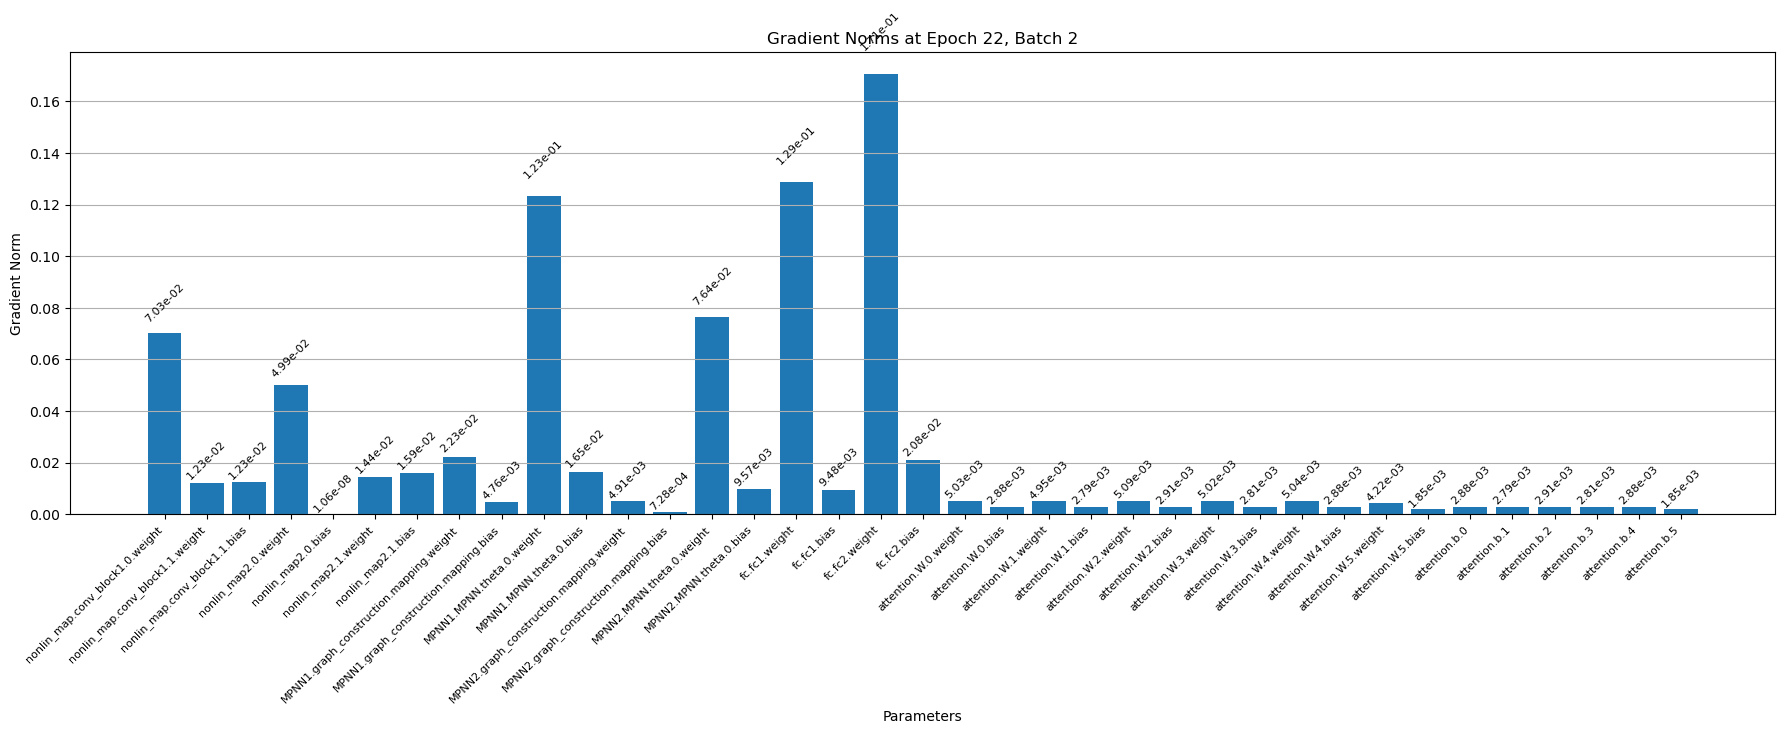 Gradient Norms at Epoch 22, Batch 2
Gradient Norm
0.16
0.14
0.12
0.10
0.08
0.06
0.04
0.02
0.00
7.03e-02
1.23e-02
1.23e-02
4.99e-02
1.06e-08
1.44e-02
1.59e-02
2.23e-02
4.76e-03
1.23e-01
1.65e-02
4.91e-03
7.28e-04
7.64e-02
9.57e-03
1.29e-01
9.48e-03
1.71e-01
2.08e-02
5.03e-03
2.88e-03
4.95e-03
2.79e-03
5.09e-03
2.91e-03
5.02e-03
2.81e-03
5.04e-03
2.88e-03
4.22e-03
1.85e-03
2.88e-03
2.79e-03
2.91e-03
2.81e-03
2.88e-03
1.85e-03
nonlin_map.conv_block1.0.weight
nonlin_map.conv_block1.1.weight
nonlin_map.conv_block1.1.bias
nonlin_map2.0.weight
nonlin_map2.0.bias
nonlin_map2.1.weight
nonlin_map2.1.bias
MPNN1.graph_construction.mapping.weight
MPNN1.graph_construction.mapping.bias
MPNN1.MPNN.theta.0.weight
MPNN1.MPNN.theta.0.bias
MPNN2.graph_construction.mapping.weight
MPNN2.graph_construction.mapping.bias
MPNN2.MPNN.theta.0.weight
MPNN2.MPNN.theta.0.bias
fc.fc1.weight
fc.fc1.bias
fc.fc2.weight
fc.fc2.bias
attention.W.0.weight
attention.W.0.bias
attention.W.1.weight
attention.W.1.bias
attention.W.2.weight
attention.W.2.bias
attention.W.3.weight
attention.W.3.bias
attention.W.4.weight
attention.W.4.bias
attention.W.5.weight
attention.W.5.bias
attention.b.0
attention.b.1
attention.b.2
attention.b.3
attention.b.4
attention.b.5
Parameters